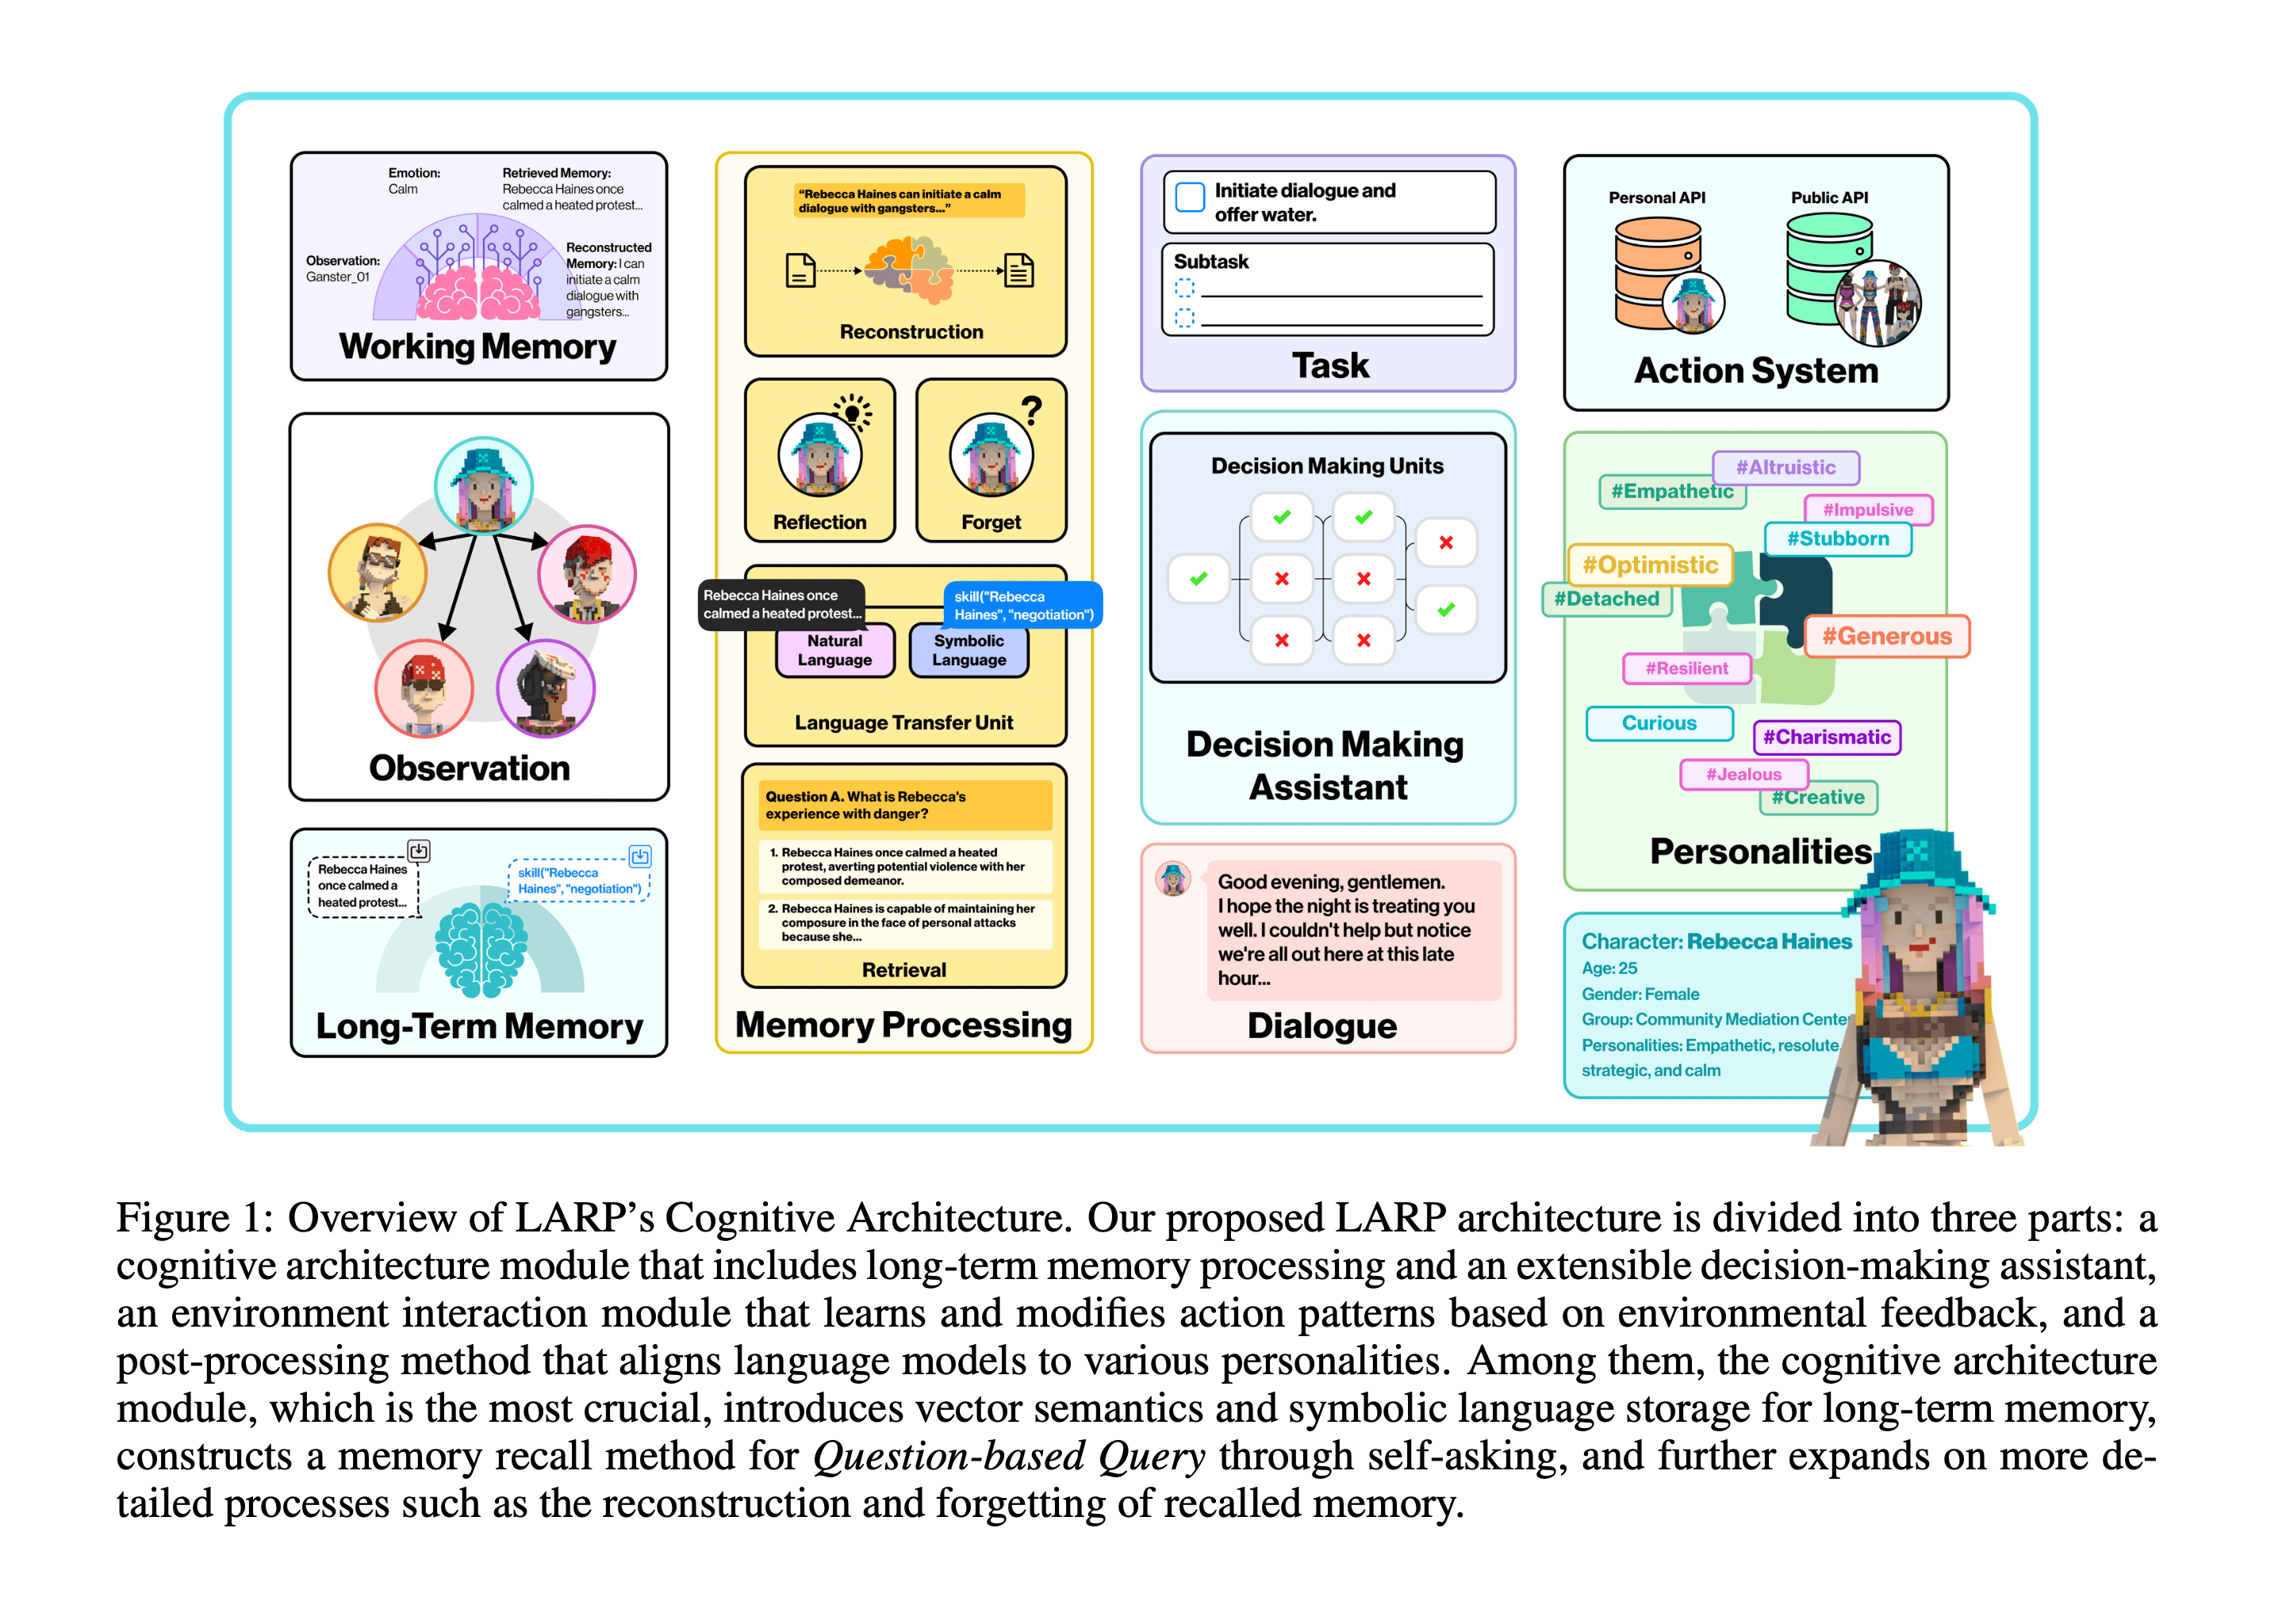 Emotion:
Calm
Retrieved Memory:
Rebecca Haines once
calmed a heated protest...
Observation:
Ganster_01
Reconstructed
Memory: I can
initiate a calm
dialogue with
gangsters...
Working Memory
Observation
Rebecca Haines
once calmed a
heated protest...
skill("Rebecca
Haines", "negotiation")
Long-Term Memory
“Rebecca Haines can initiate a calm
dialogue with gangsters...”
Reconstruction
Reflection
?
Forget
Rebecca Haines once
calmed a heated protest...
skill("Rebecca
Haines", "negotiation")
Natural
Language
Symbolic
Language
Language Transfer Unit
Question A. What is Rebecca's
experience with danger?
1. Rebecca Haines once calmed a heated
protest, averting potential violence with her
composed demeanor.
2. Rebecca Haines is capable of maintaining her
composure in the face of personal attacks
because she...
Retrieval
Memory Processing
Initiate dialogue and
offer water.
Subtask
Task
Decision Making Units
Decision Making
Assistant
Good evening, gentlemen.
I hope the night is treating you
well. I couldn't help but notice
we're all out here at this late
hour...
Dialogue
Personal API
Public API
Action System
#Altruistic
#Empathetic
#Impulsive
#Stubborn
#Optimistic
#Detached
#Generous
#Resilient
Curious
#Charismatic
#Jealous
#Creative
Personalities
Character: Rebecca Haines
Age: 25
Gender: Female
Group: Community Mediation Center
Personalities: Empathetic, resolute,
strategic, and calm
Figure 1: Overview of LARP’s Cognitive Architecture. Our proposed LARP architecture is divided into three parts: a
cognitive architecture module that includes long-term memory processing and an extensible decision-making assistant,
an environment interaction module that learns and modifies action patterns based on environmental feedback, and a
post-processing method that aligns language models to various personalities. Among them, the cognitive architecture
module, which is the most crucial, introduces vector semantics and symbolic language storage for long-term memory,
constructs a memory recall method for Question-based Query through self-asking, and further expands on more de-
tailed processes such as the reconstruction and forgetting of recalled memory.